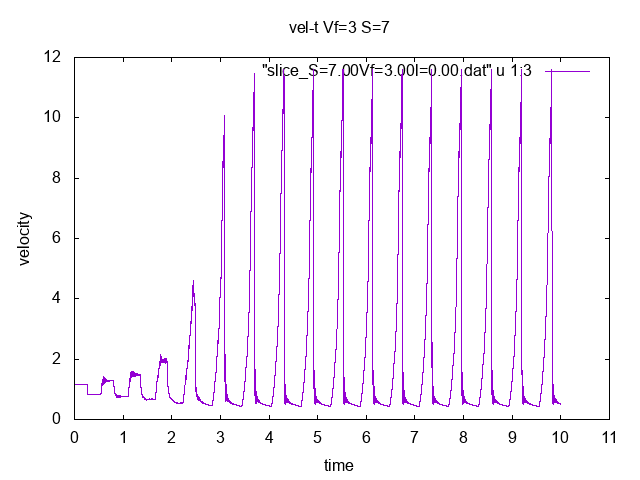 vel-t Vf=3 S=7
"slice_S=7.00Vf=3.00I=0.00.dat" u 1:3
12
10
8
6
4
2
0
velocity
0 1 2 3 4 5 6 7 8 9 10 11
time